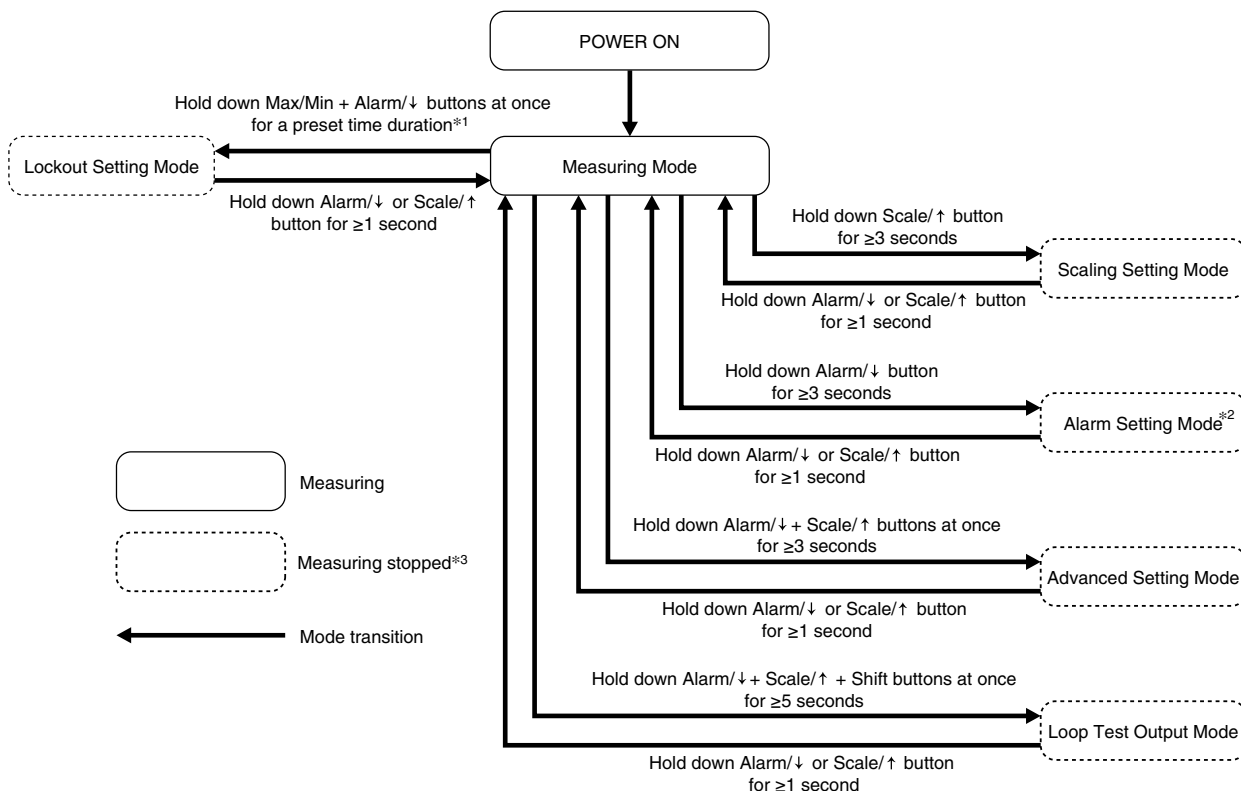 POWER ON
Hold down Max/Min + Alarm/↓ buttons at once
for a preset time duration*1
Lockout Setting Mode
Measuring Mode
Hold down Alarm/↓ or Scale/↑
button for ≥1 second
Hold down Scale/↑ button
for ≥3 seconds
Scaling Setting Mode
Hold down Alarm/↓ or Scale/↑ button
for ≥1 second
Hold down Alarm/↓ button
for ≥3 seconds
Alarm Setting Mode*2
Hold down Alarm/↓ or Scale/↑ button
for ≥1 second
Measuring
Hold down Alarm/↓+ Scale/↑ buttons at once
for ≥3 seconds
Measuring stopped*3
Advanced Setting Mode
Hold down Alarm/↓ or Scale/↑ button
for ≥1 second
Mode transition
Hold down Alarm/↓+ Scale/↑ + Shift buttons at once
for ≥5 seconds
Loop Test Output Mode
Hold down Alarm/↓ or Scale/↑ button
for ≥1 second